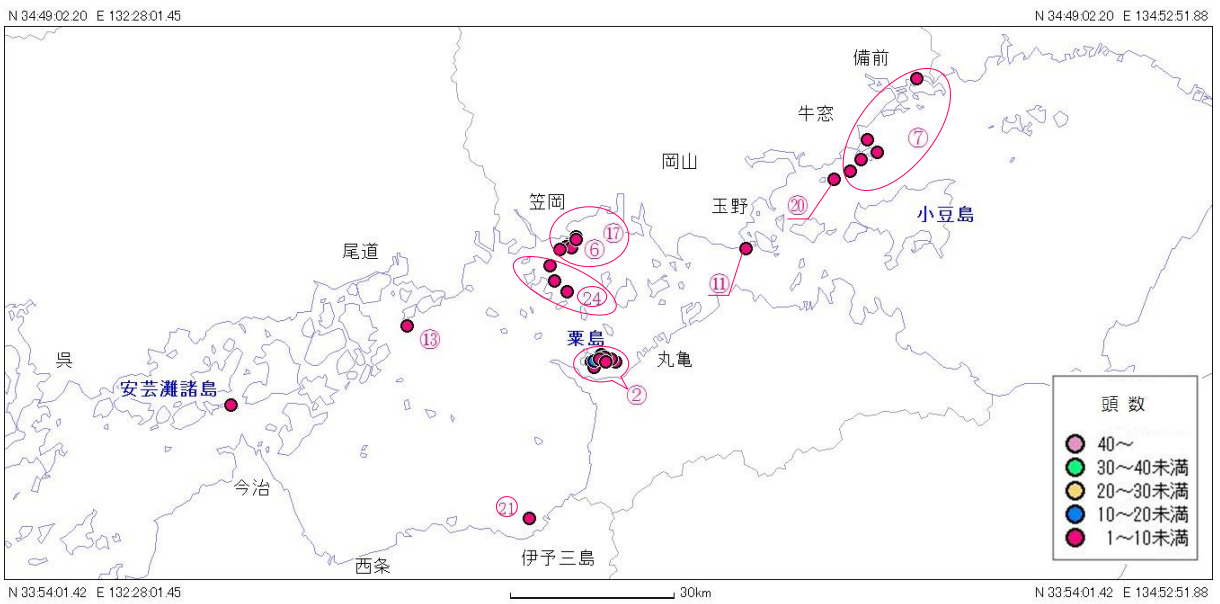 N 34:49:02.20 E 132:28:01.45
N 34:49:02.20 E 134:52:51.88
備前
牛窓
⑦
岡山
⑳
小豆島
笠岡
玉野
⑰
⑥
尾道
⑪
㉔
⑬
粟島
丸亀
呉
安芸灘諸島
②
頭 数
40～
30～40未満
20～30未満
10～20未満
1～10未満
今治
㉑
伊予三島
西条
N 33:54:01.42 E 132:28:01.45
30km
N 33:54:01.42 E 134:52:51.88